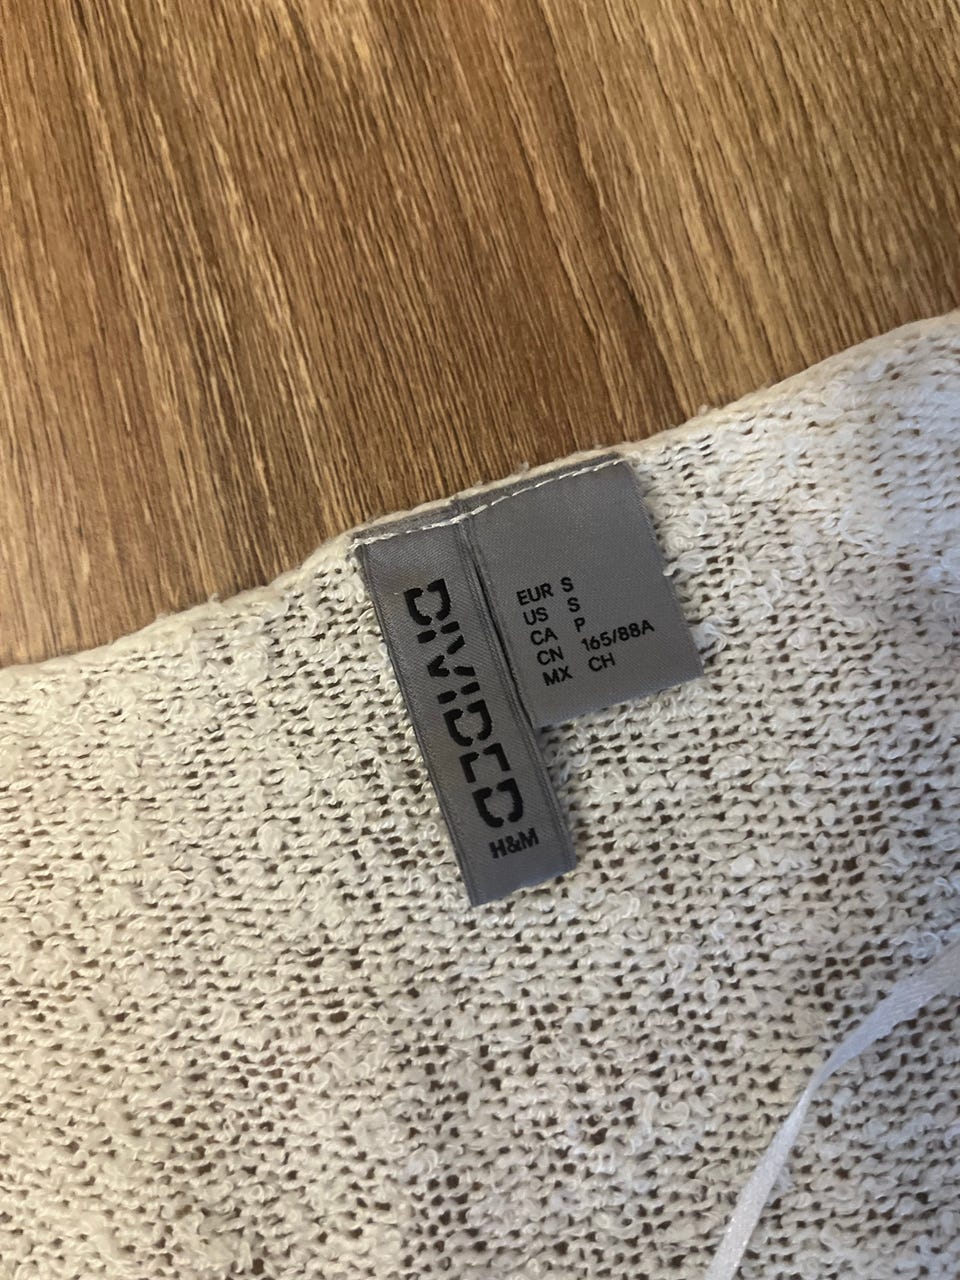 DIVIDED
H&M
EUR S
US S
CA P
CN 165/88A
MX CH